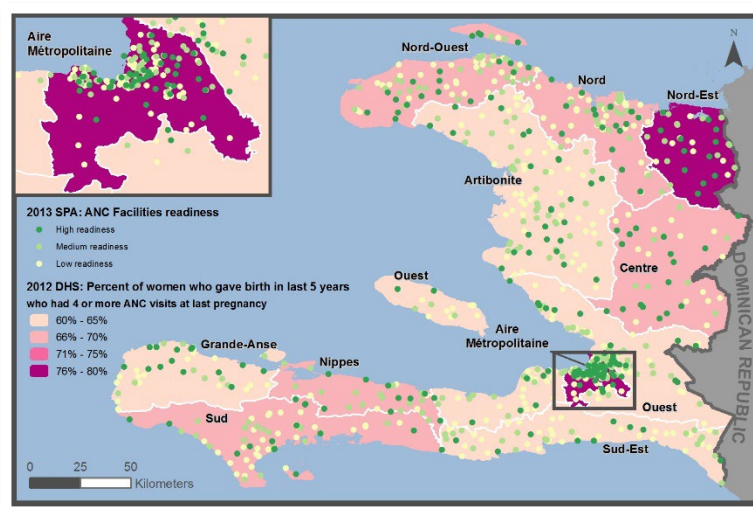 Aire
Métropolitaine
2013 SPA: ANC Facilities readiness
High readiness
Medium readiness
Low readiness
2012 DHS: Percent of women who gave birth in last 5 years
who had 4 or more ANC visits at last pregnancy
60% - 65%
66% - 70%
71% - 75%
76% - 80%
N
Nord-Ouest
Nord
Nord-Est
Artibonite
Centre
Ouest
Aire
Métropolitaine
Grande-Anse
Nippes
Sud
Ouest
Sud-Est
DOMINICAN REPUBLIC
0 25 50
Kilometers